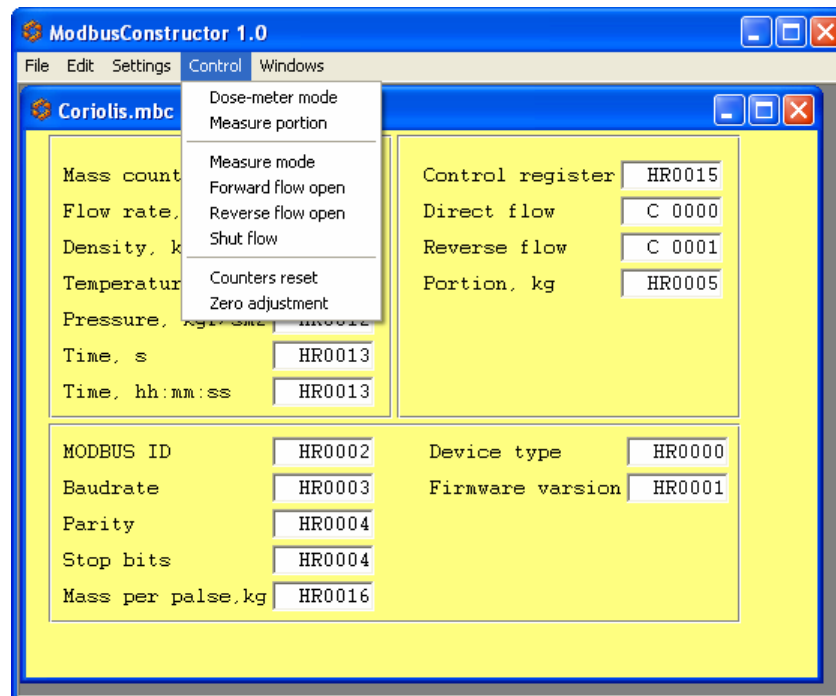 ModbusConstructor 1.0
File Edit Settings Control Windows
Coriolis.mbc
Dose-meter mode
Measure portion
Measure mode
Forward flow open
Reverse flow open
Shut flow
Counters reset
Zero adjustment
Mass count
Flow rate,
Density, k
Temperatur
Pressure,
Time, s HR0013
Time, hh:mm:ss HR0013
Control register HR0015
Direct flow C 0000
Reverse flow C 0001
Portion, kg HR0005
MODBUS ID HR0002
Baudrate HR0003
Parity HR0004
Stop bits HR0004
Mass per palse,kg HR0016
Device type HR0000
Firmware varsion HR0001